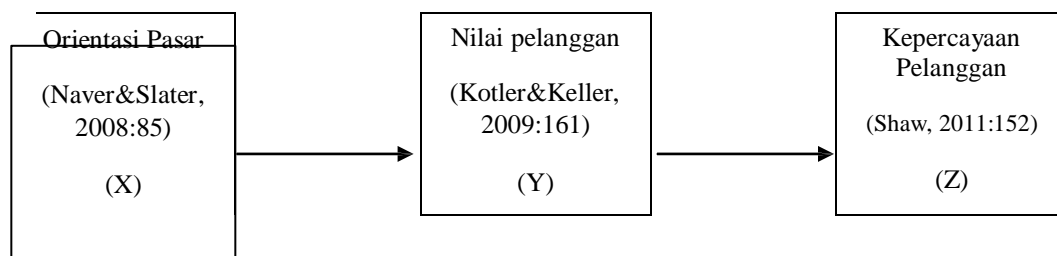 Orientasi Pasar
(Naver&Slater,
2008:85)
(X)
Nilai pelanggan
(Kotler&Keller,
2009:161)
(Y)
Kepercayaan
Pelanggan
(Shaw, 2011:152)
(Z)